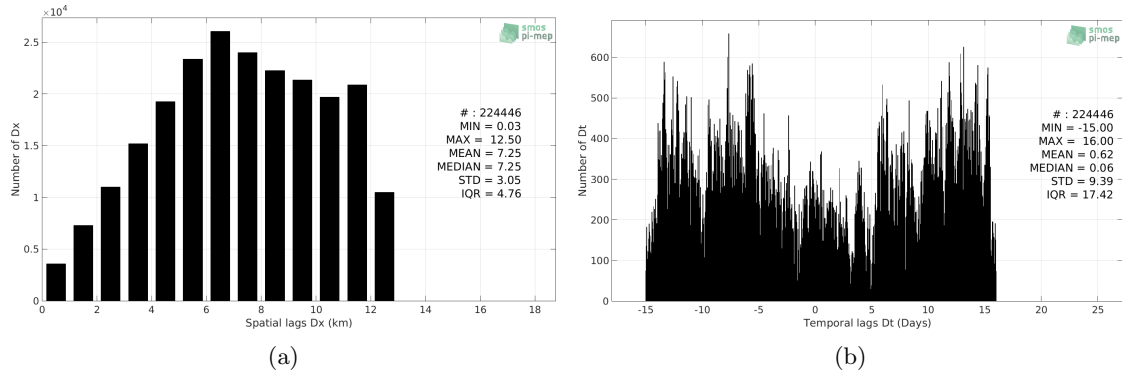 ×10⁴
2.5
2
1.5
1
0.5
0
Number of Dx
smos
pi-mep
# : 224446
MIN = 0.03
MAX = 12.50
MEAN = 7.25
MEDIAN = 7.25
STD = 3.05
IQR = 4.76
0 2 4 6 8 10 12 14 16 18
Spatial lags Dx (km)
(a)
600
500
400
300
200
100
0
Number of Dt
smos
pi-mep
# : 224446
MIN = -15.00
MAX = 16.00
MEAN = 0.62
MEDIAN = 0.06
STD = 9.39
IQR = 17.42
-15 -10 -5 0 5 10 15 20 25
Temporal lags Dt (Days)
(b)